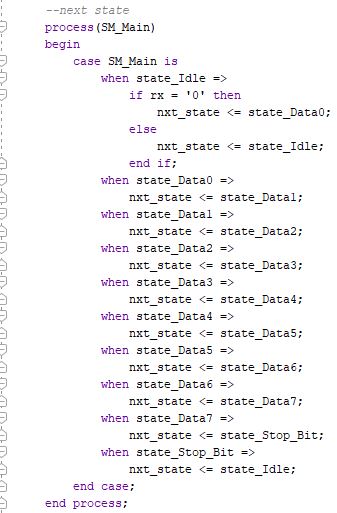 --next state
process(SM_Main)
begin
case SM_Main is
when state_Idle =>
if rx = '0' then
nxt_state <= state_Data0;
else
nxt_state <= state_Idle;
end if;
when state_Data0 =>
nxt_state <= state_Data1;
when state_Data1 =>
nxt_state <= state_Data2;
when state_Data2 =>
nxt_state <= state_Data3;
when state_Data3 =>
nxt_state <= state_Data4;
when state_Data4 =>
nxt_state <= state_Data5;
when state_Data5 =>
nxt_state <= state_Data6;
when state_Data6 =>
nxt_state <= state_Data7;
when state_Data7 =>
nxt_state <= state_Stop_Bit;
when state_Stop_Bit =>
nxt_state <= state_Idle;
end case;
end process;